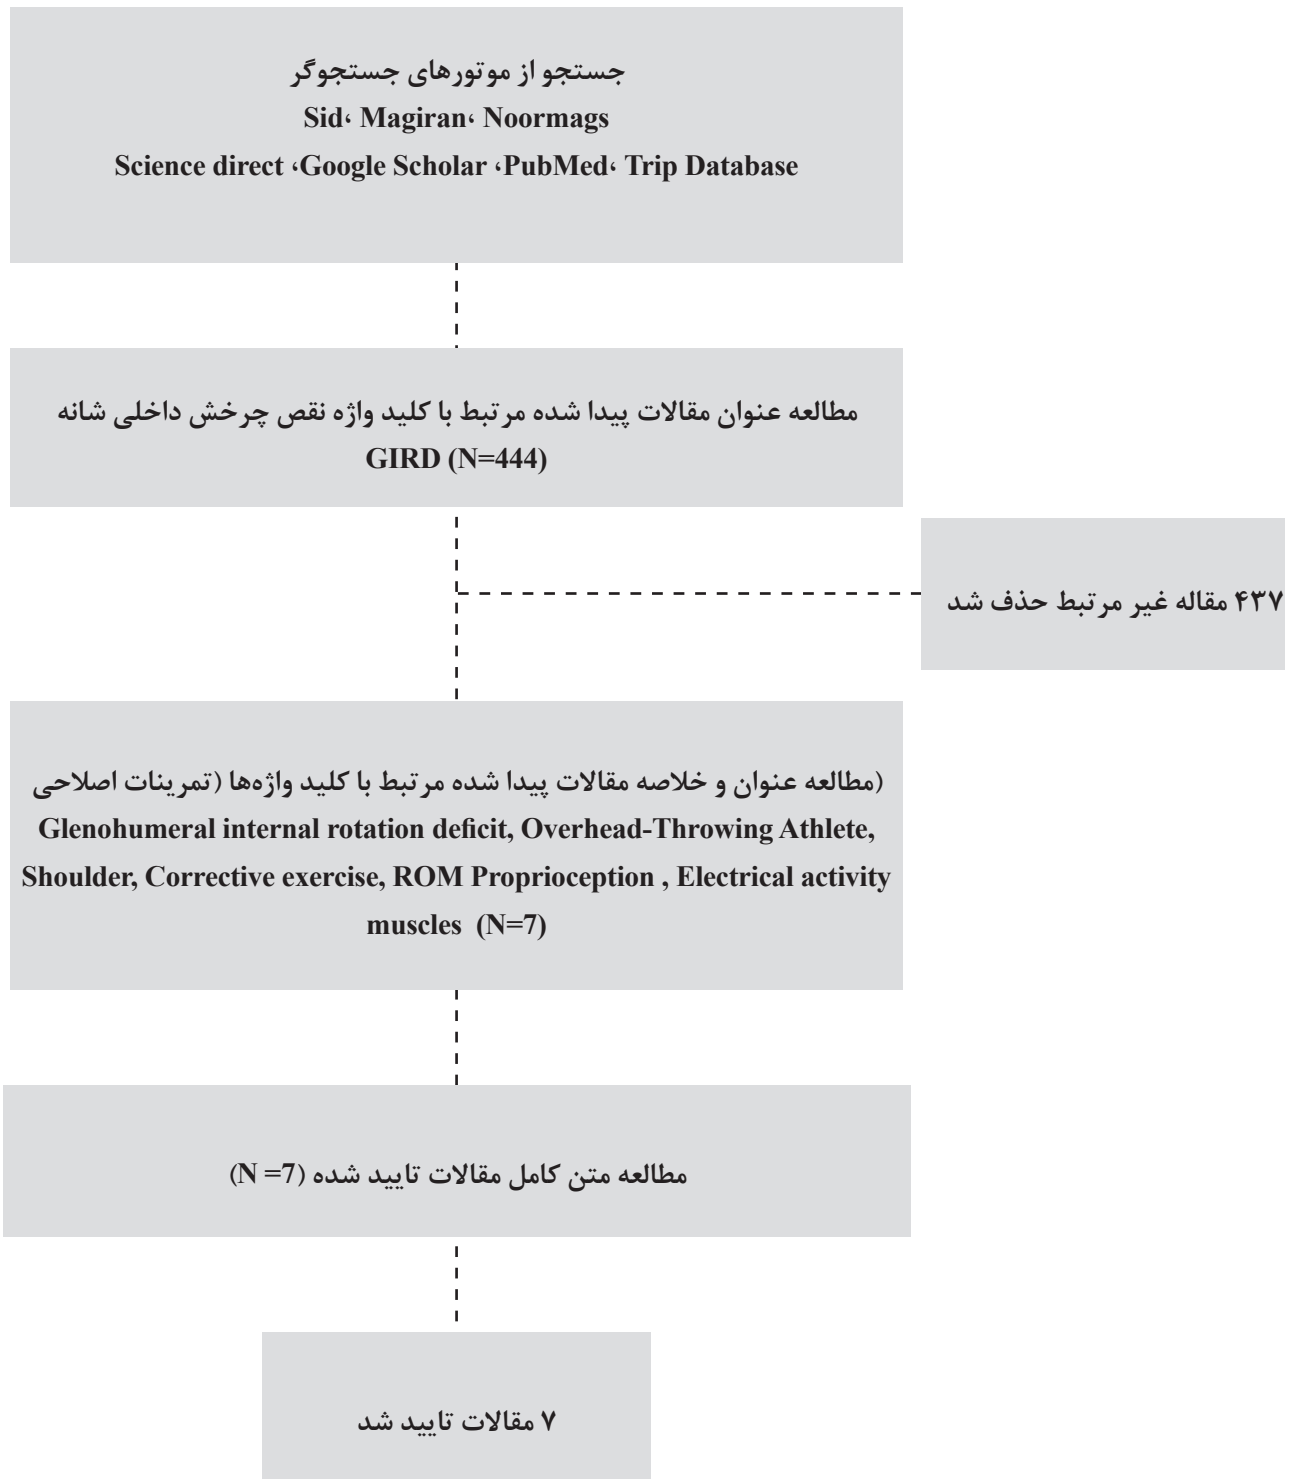 جستجو از موتورهای جستجوگر
Sid، Magiran، Noormags
Science direct ،Google Scholar ،PubMed، Trip Database
مطالعه عنوان مقالات پیدا شده مرتبط با کلید واژه نقص چرخش داخلی شانه
GIRD (N=444)
۴۳۷ مقاله غیر مرتبط حذف شد
(مطالعه عنوان و خلاصه مقالات پیدا شده مرتبط با کلید واژه‌ها (تمرینات اصلاحی
Glenohumeral internal rotation deficit, Overhead-Throwing Athlete,
Shoulder, Corrective exercise, ROM Proprioception , Electrical activity
muscles (N=7)
مطالعه متن کامل مقالات تایید شده (N =7)
۷ مقالات تایید شد